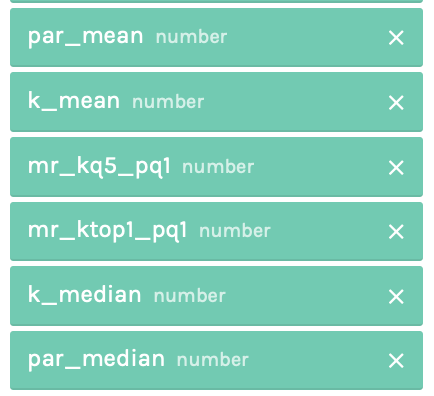 par_mean number ×
k_mean number ×
mr_kq5_pq1 number ×
mr_ktop1_pq1 number ×
k_median number ×
par_median number ×